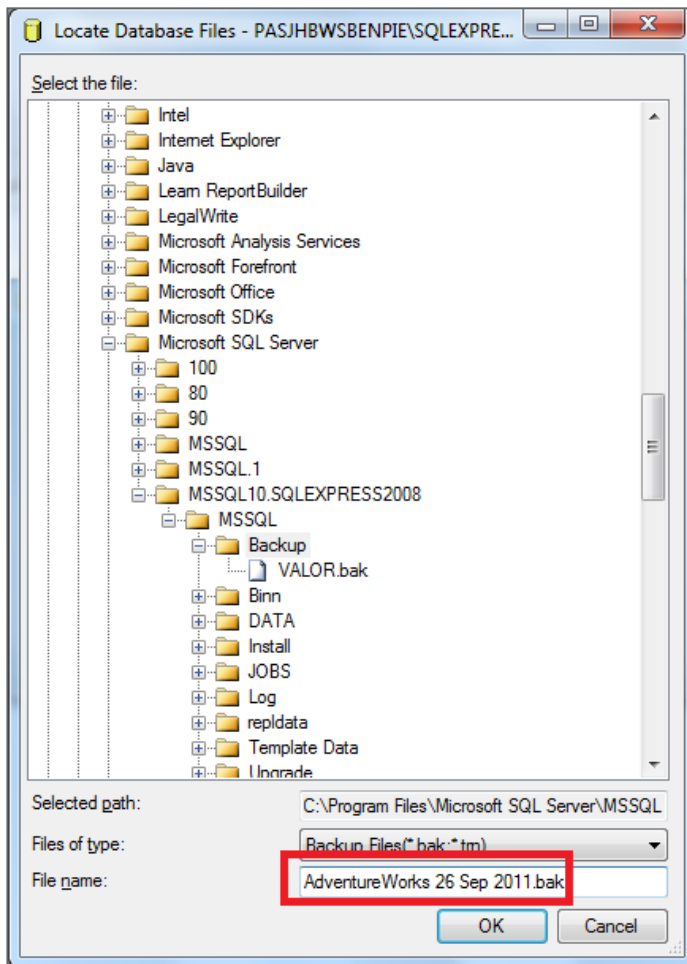 Locate Database Files - PASJHBWSBENPIE\SQLEXPRE...
Select the file:
Intel
Internet Explorer
Java
Learn ReportBuilder
LegalWrite
Microsoft Analysis Services
Microsoft Forefront
Microsoft Office
Microsoft SDKs
Microsoft SQL Server
100
80
90
MSSQL
MSSQL.1
MSSQL10.SQLEXPRESS2008
MSSQL
Backup
VALOR.bak
Binn
DATA
Install
JOBS
Log
repldata
Template Data
Upgrade
Selected path: C:\Program Files\Microsoft SQL Server\MSSQL
Files of type: Backup Files(*.bak;*.trn)
File name: AdventureWorks 26 Sep 2011.bak
OK Cancel